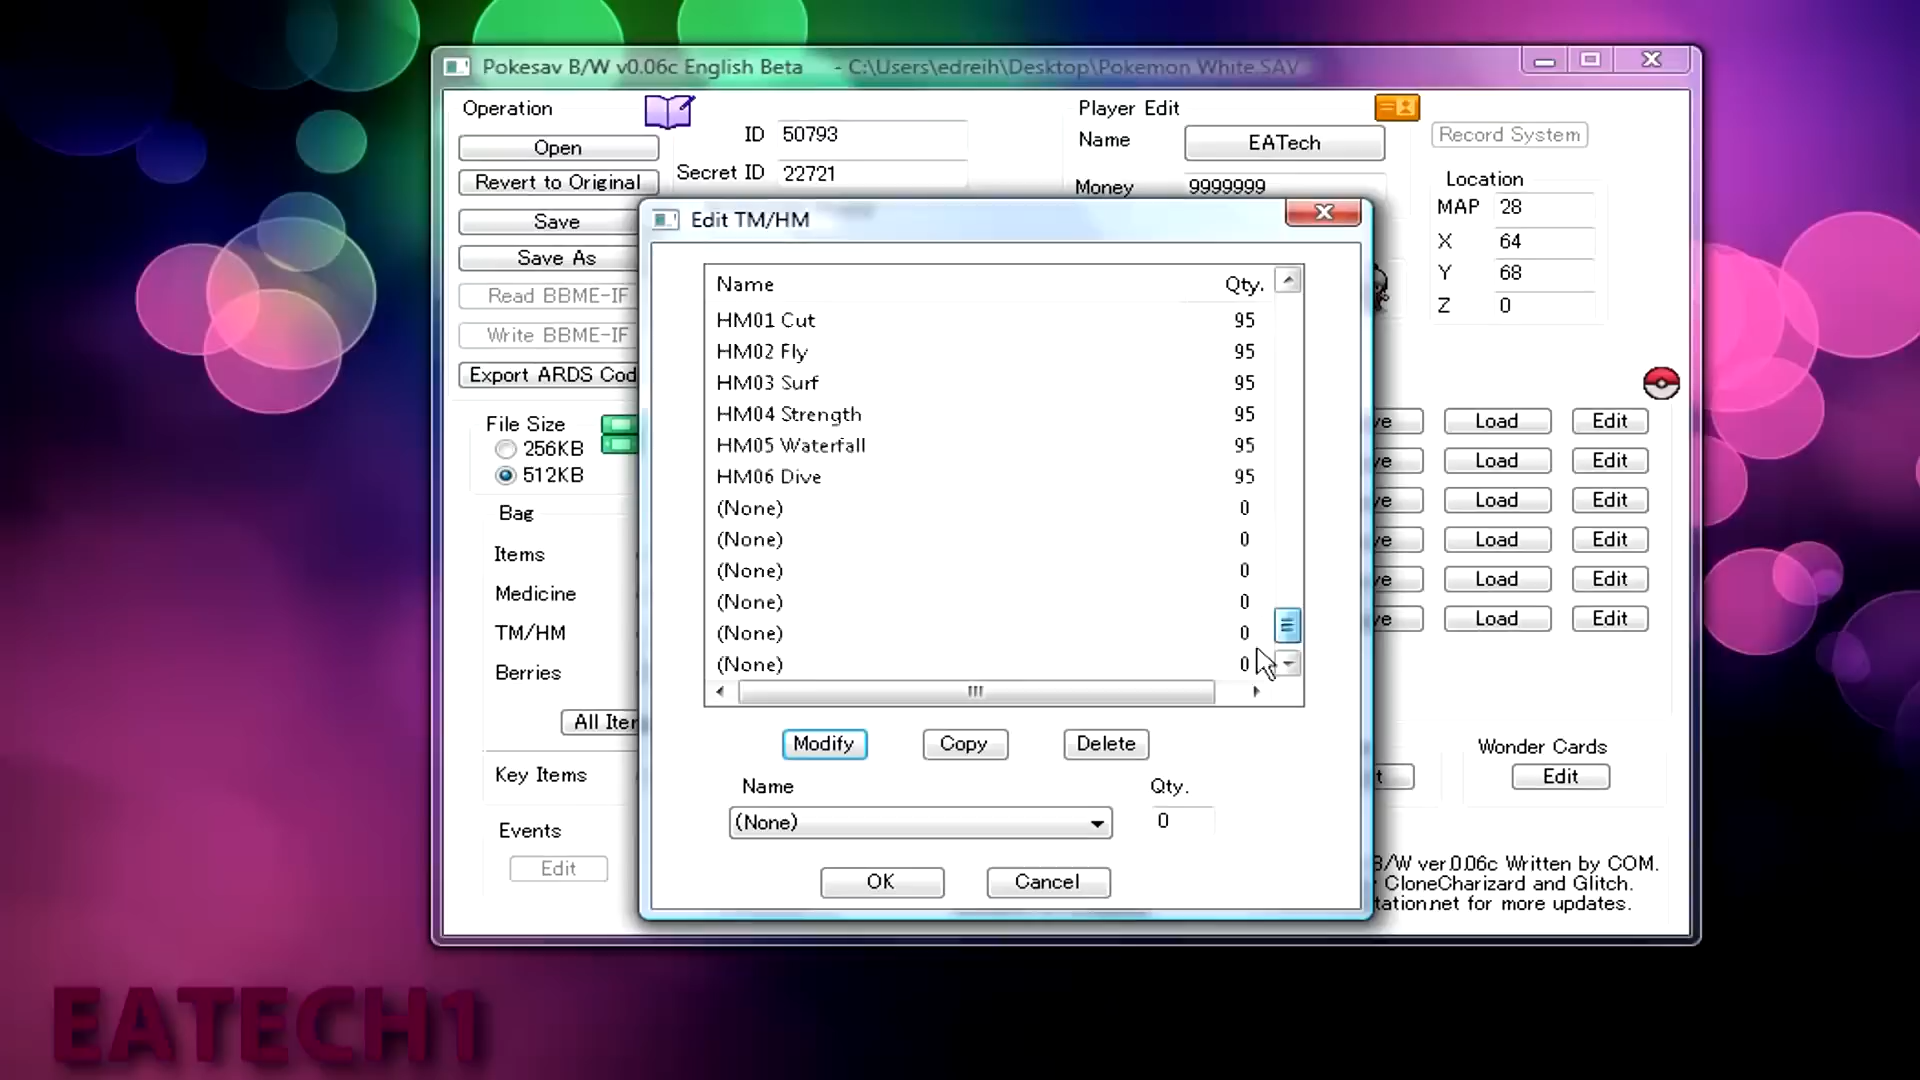 Pokesav B/W v0.06c English Beta - C:\Users\edreih\Desktop\Pokemon White.SAV
Operation
Open
Revert to Original
Save
Save As
Read BBME-IF
Write BBME-IF
Export ARDS Cod
ID 50793
Secret ID 22721
Player Edit
Name EATech
Money 9999999
Record System
Location
MAP 28
X 64
Y 68
Z 0
File Size
256KB
512KB
Bag
Items
Medicine
TM/HM
Berries
All Iter
Key Items
Events
Edit
Edit TM/HM
Name Qty.
HM01 Cut 95
HM02 Fly 95
HM03 Surf 95
HM04 Strength 95
HM05 Waterfall 95
HM06 Dive 95
(None) 0
(None) 0
(None) 0
(None) 0
(None) 0
(None) 0
Modify Copy Delete
Name Qty.
(None) 0
OK Cancel
ve Load Edit
ve Load Edit
ve Load Edit
ve Load Edit
ve Load Edit
ve Load Edit
t
Wonder Cards
Edit
B/W ver.0.06c Written by COM.
CloneCharizard and Glitch.
tation.net for more updates.
EATECH1